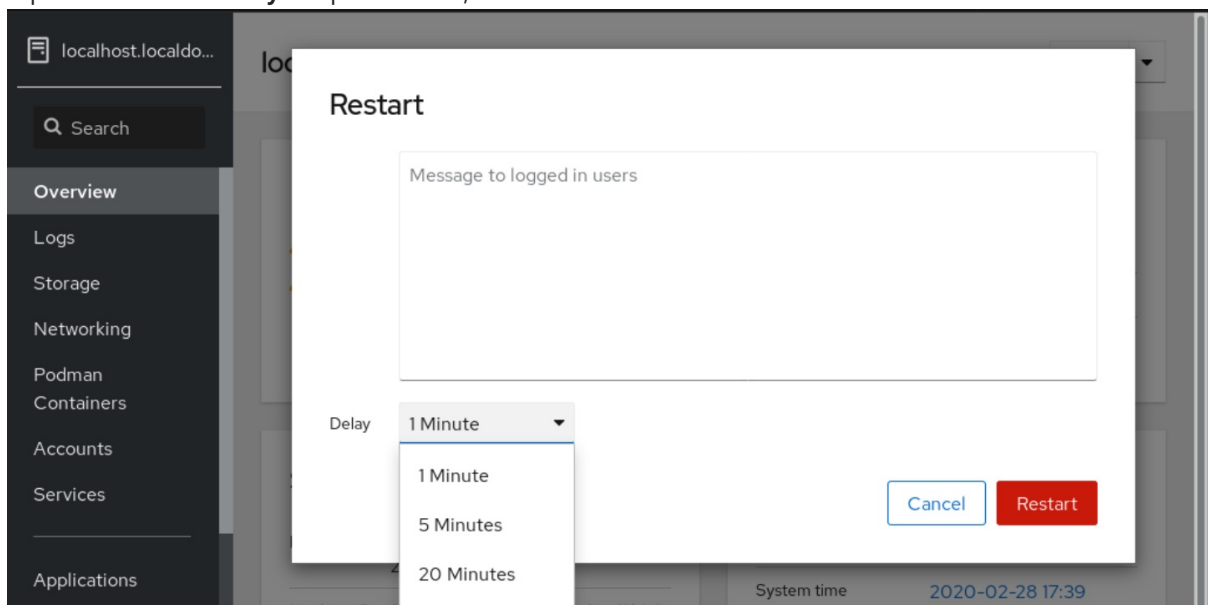 localhost.localdo...
Search
Overview
Logs
Storage
Networking
Podman
Containers
Accounts
Services
Applications
loc
Restart
Message to logged in users
Delay
1 Minute
1 Minute
5 Minutes
20 Minutes
Cancel
Restart
System time
2020-02-28 17:39